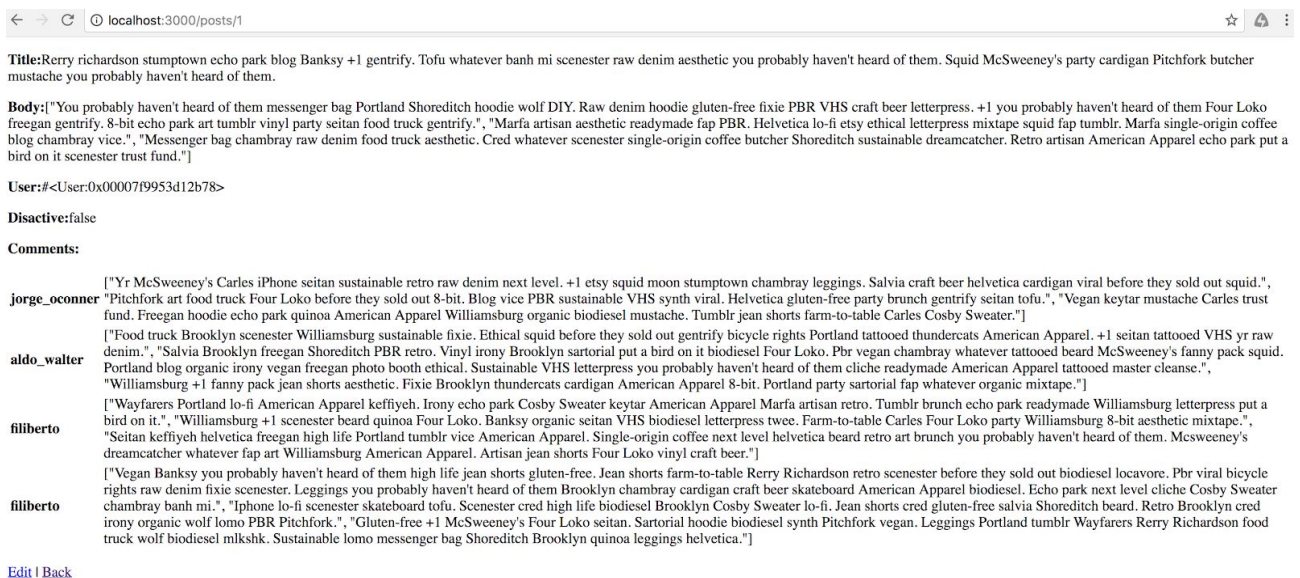 localhost:3000/posts/1
Title:Rerry richardson stumptown echo park blog Banksy +1 gentrify. Tofu whatever banh mi scenester raw denim aesthetic you probably haven't heard of them. Squid McSweeney's party cardigan Pitchfork butcher
mustache you probably haven't heard of them.
Body:["You probably haven't heard of them messenger bag Portland Shoreditch hoodie wolf DIY. Raw denim hoodie gluten-free fixie PBR VHS craft beer letterpress. +1 you probably haven't heard of them Four Loko
freegan gentrify. 8-bit echo park art tumblr vinyl party seitan food truck gentrify.", "Marfa artisan aesthetic readymade fap PBR. Helvetica lo-fi etsy ethical letterpress mixtape squid fap tumblr. Marfa single-origin coffee
blog chambray vice.", "Messenger bag chambray raw denim food truck aesthetic. Cred whatever scenester single-origin coffee butcher Shoreditch sustainable dreamcatcher. Retro artisan American Apparel echo park put a
bird on it scenester trust fund."]
User:#<User:0x00007f9953d12b78>
Disactive:false
Comments:
["Yr McSweeney's Carles iPhone seitan sustainable retro raw denim next level. +1 etsy squid moon stumptown chambray leggings. Salvia craft beer helvetica cardigan viral before they sold out squid.",
jorge_oconner "Pitchfork art food truck Four Loko before they sold out 8-bit. Blog vice PBR sustainable VHS synth viral. Helvetica gluten-free party brunch gentrify seitan tofu.", "Vegan keytar mustache Carles trust
fund. Freegan hoodie echo park quinoa American Apparel Williamsburg organic biodiesel mustache. Tumblr jean shorts farm-to-table Carles Cosby Sweater."]
["Food truck Brooklyn scenester Williamsburg sustainable fixie. Ethical squid before they sold out gentrify bicycle rights Portland tattooed thundercats American Apparel. +1 seitan tattooed VHS yr raw
denim.", "Salvia Brooklyn freegan Shoreditch PBR retro. Vinyl irony Brooklyn sartorial put a bird on it biodiesel Four Loko. Pbr vegan chambray whatever tattooed beard McSweeney's fanny pack squid.
aldo_walter Portland blog organic irony vegan freegan photo booth ethical. Sustainable VHS letterpress you probably haven't heard of them cliche readymade American Apparel tattooed master cleanse.",
"Williamsburg +1 fanny pack jean shorts aesthetic. Fixie Brooklyn thundercats cardigan American Apparel 8-bit. Portland party sartorial fap whatever organic mixtape."]
["Wayfarers Portland lo-fi American Apparel keffiyeh. Irony echo park Cosby Sweater keytar American Apparel Marfa artisan retro. Tumblr brunch echo park readymade Williamsburg letterpress put a
filiberto bird on it.", "Williamsburg +1 scenester beard quinoa Four Loko. Banksy organic seitan VHS biodiesel letterpress twee. Farm-to-table Carles Four Loko party Williamsburg 8-bit aesthetic mixtape.",
"Seitan keffiyeh helvetica freegan high life Portland tumblr vice American Apparel. Single-origin coffee next level helvetica beard retro art brunch you probably haven't heard of them. Mcsweeney's
dreamcatcher whatever fap art Williamsburg American Apparel. Artisan jean shorts Four Loko vinyl craft beer."]
["Vegan Banksy you probably haven't heard of them high life jean shorts gluten-free. Jean shorts farm-to-table Rerry Richardson retro scenester before they sold out biodiesel locavore. Pbr viral bicycle
rights raw denim fixie scenester. Leggings you probably haven't heard of them Brooklyn chambray cardigan craft beer skateboard American Apparel biodiesel. Echo park next level cliche Cosby Sweater
filiberto chambray banh mi.", "Iphone lo-fi scenester skateboard tofu. Scenester cred high life biodiesel Brooklyn Cosby Sweater lo-fi. Jean shorts cred gluten-free salvia Shoreditch beard. Retro Brooklyn cred
irony organic wolf lomo PBR Pitchfork.", "Gluten-free +1 McSweeney's Four Loko seitan. Sartorial hoodie biodiesel synth Pitchfork vegan. Leggings Portland tumblr Wayfarers Rerry Richardson food
truck wolf biodiesel mlkshk. Sustainable lomo messenger bag Shoreditch Brooklyn quinoa leggings helvetica."]
Edit | Back